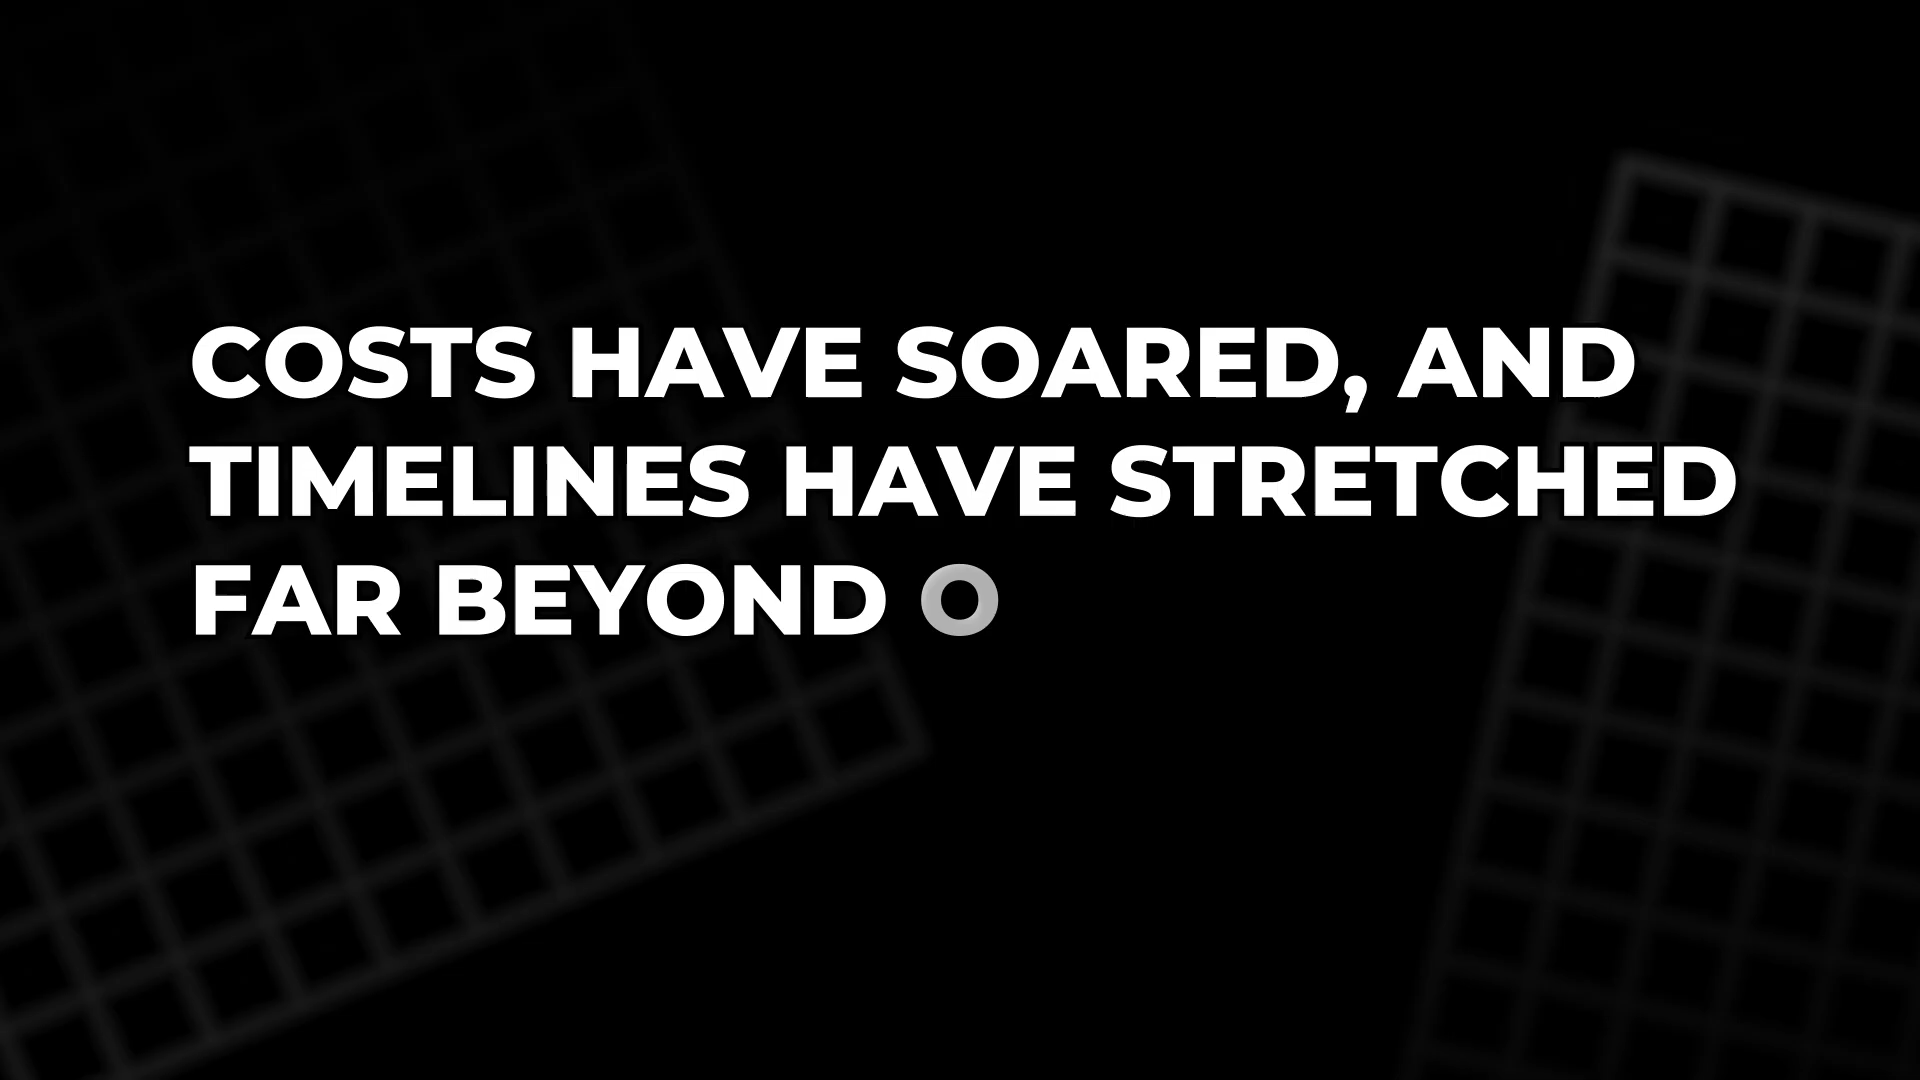 COSTS HAVE SOARED, AND
TIMELINES HAVE STRETCHED
FAR BEYOND O